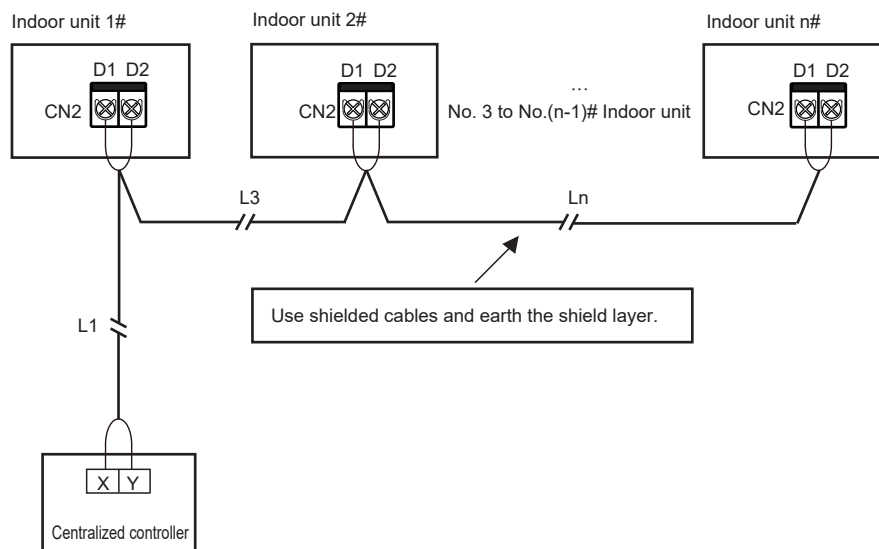 Indoor unit 1#
Indoor unit 2#
Indoor unit n#
D1 D2
CN2
D1 D2
CN2
...
No. 3 to No.(n-1)# Indoor unit
D1 D2
CN2
L3
Ln
Use shielded cables and earth the shield layer.
L1
X Y
Centralized controller